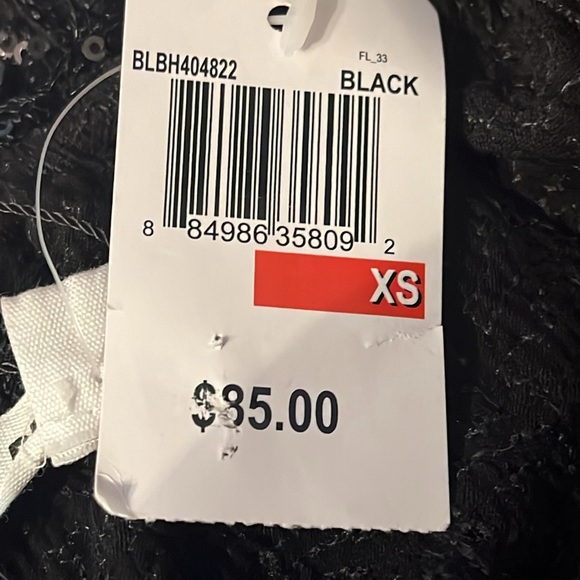 FL_33
BLBH404822
BLACK
8 84986 35809 2
XS
$85.00